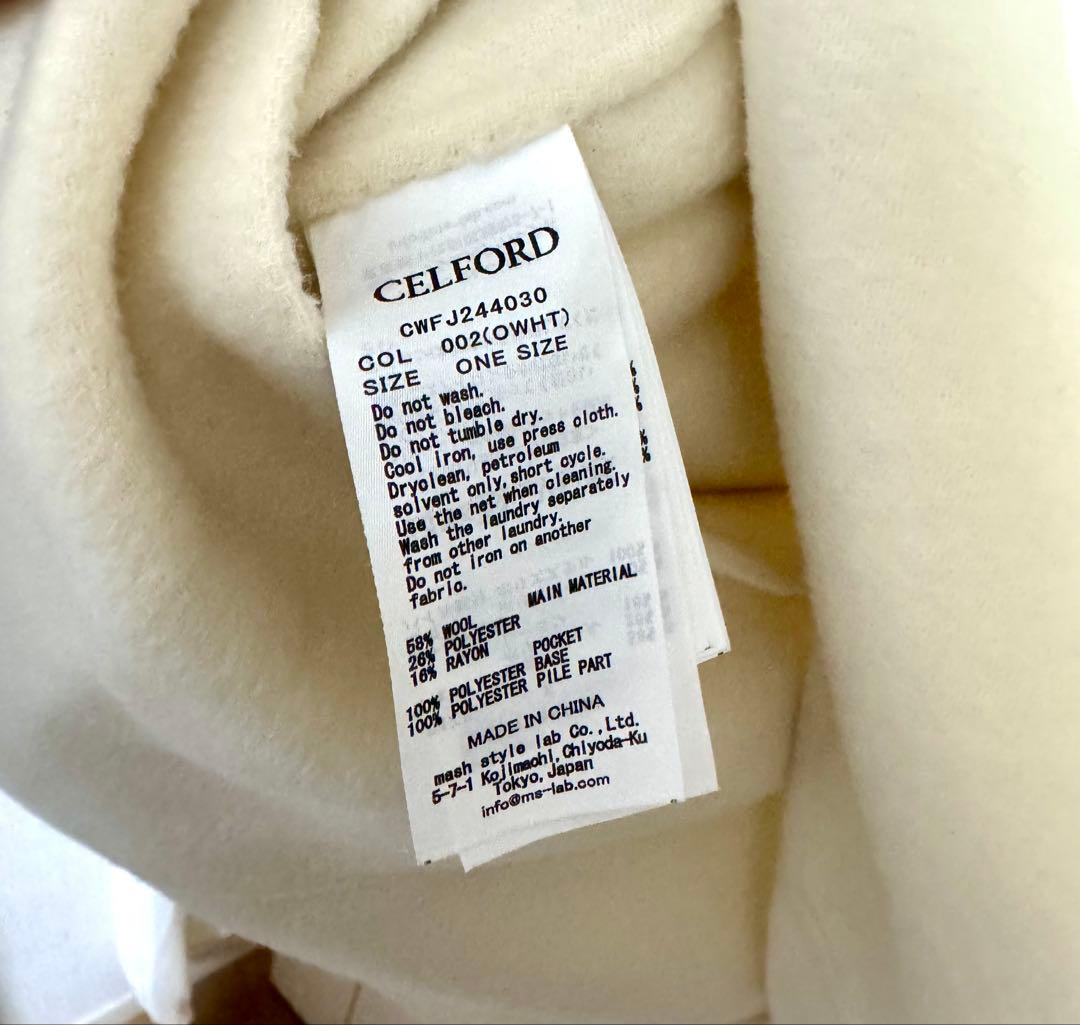 CELFORD
CWFJ244030
COL 002(OWHT)
SIZE ONE SIZE
Do not wash.
Do not bleach.
Do not tumble dry.
Cool iron, use press cloth.
Dryclean, petroleum
solvent only,short cycle.
Use the net when cleaning.
Wash the laundry separately
from other laundry.
Do not iron on another
fabric.
MAIN MATERIAL
58% WOOL
26% POLYESTER
16% RAYON
POCKET
100% POLYESTER BASE
100% POLYESTER PILE PART
MADE IN CHINA
mash style lab Co.,Ltd.
5-7-1 Kojimachi,Chiyoda-Ku
Tokyo,Japan
info@ms-lab.com